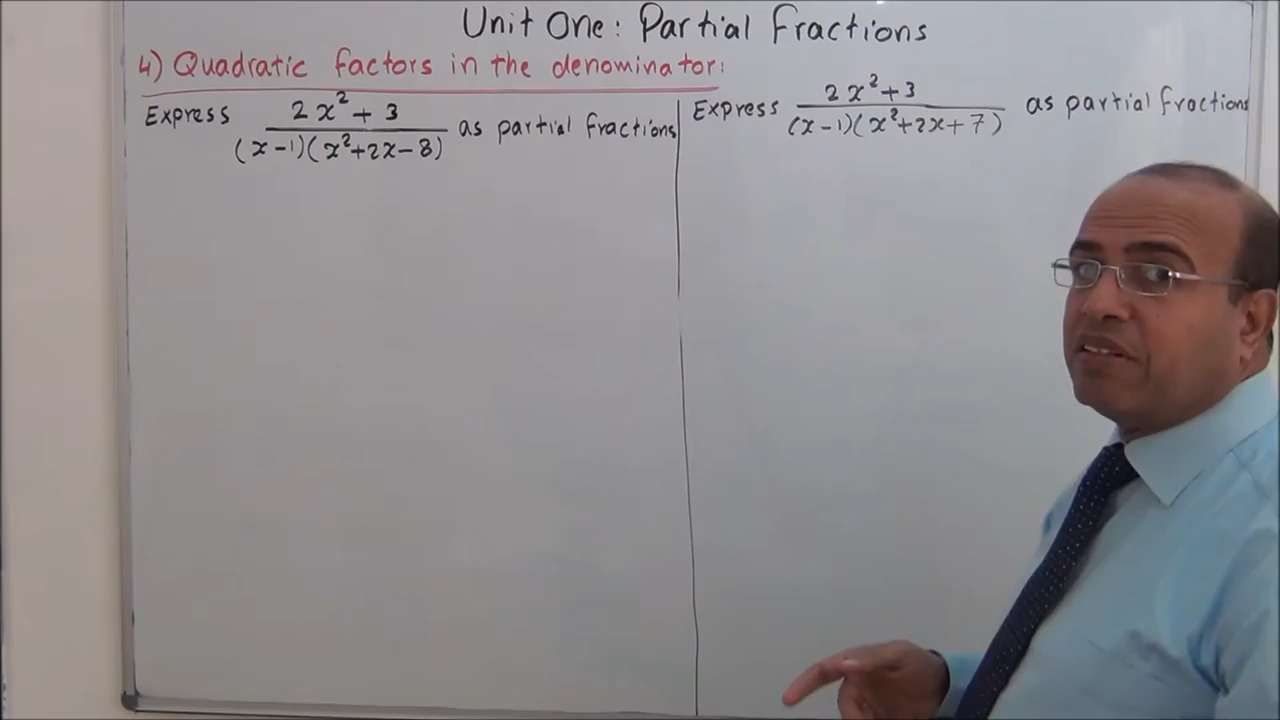 Unit One: Partial Fractions
4) Quadratic factors in the denominator:
Express 2x²+3 / (x-1)(x²+2x-8) as partial fractions
Express 2x²+3 / (x-1)(x²+2x+7) as partial fractions